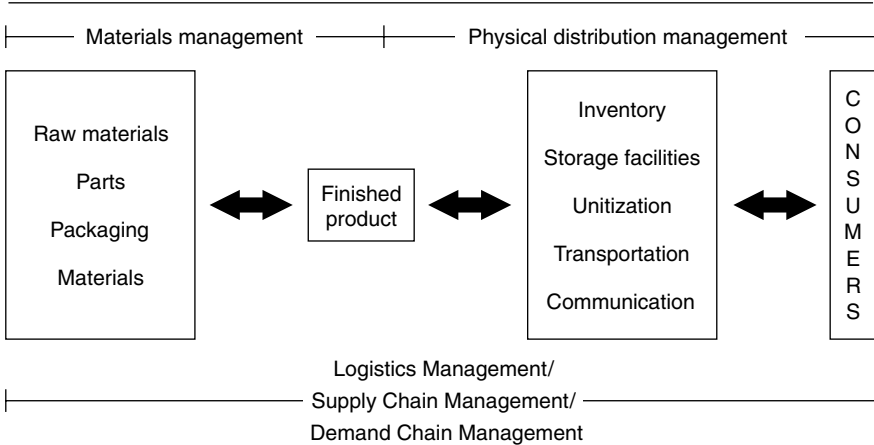 Materials management
Physical distribution management
Raw materials
Parts
Packaging
Materials
Finished
product
Inventory
Storage facilities
Unitization
Transportation
Communication
CONSUMERS
Logistics Management/
Supply Chain Management/
Demand Chain Management